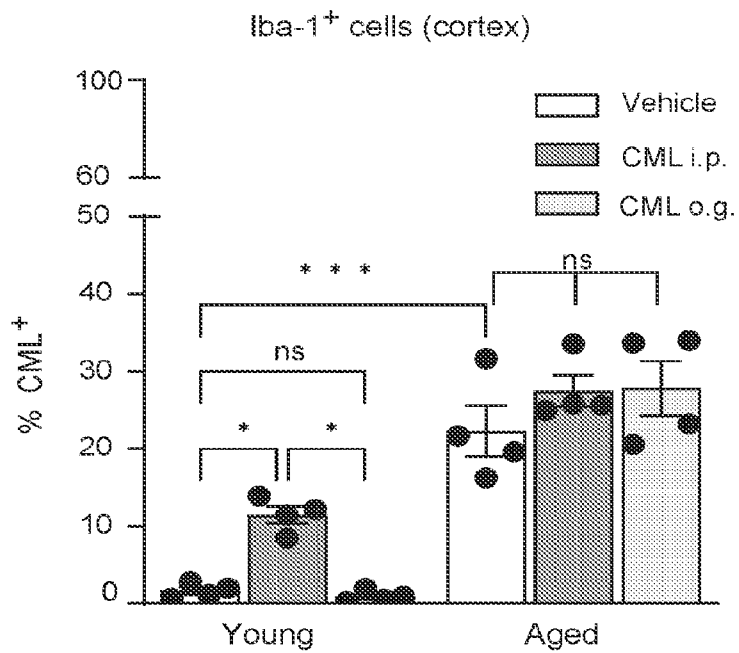 Iba-1⁺ cells (cortex)
100
60
50
40
30
20
10
0
% CML⁺
Vehicle
CML i.p.
CML o.g.
* * *
ns
ns
* *
Young Aged